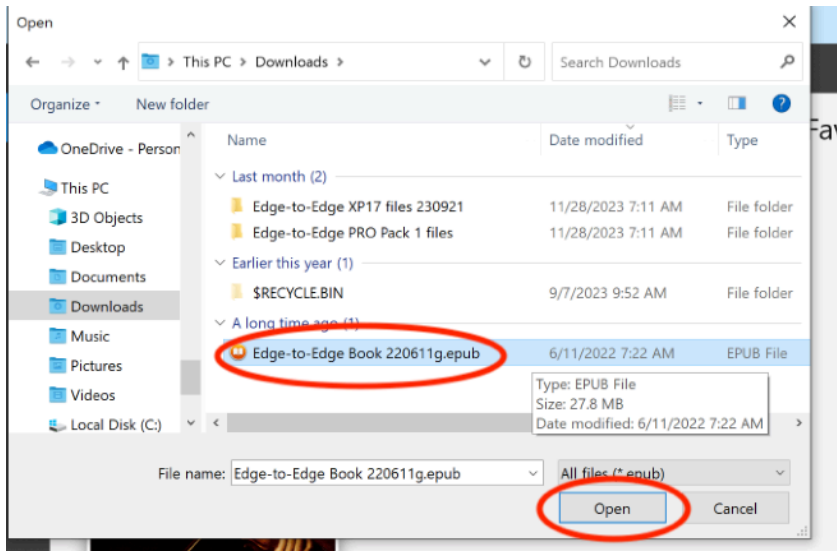 Open
This PC > Downloads >
Search Downloads
Organize
New folder
?
Fav
OneDrive - Person
Name
Date modified
Type
Last month (2)
This PC
Edge-to-Edge XP17 files 230921 11/28/2023 7:11 AM File folder
3D Objects
Edge-to-Edge PRO Pack 1 files 11/28/2023 7:11 AM File folder
Desktop
Earlier this year (1)
Documents
$RECYCLE.BIN 9/7/2023 9:52 AM File folder
Downloads
A long time ago (1)
Music
Edge-to-Edge Book 220611g.epub 6/11/2022 7:22 AM EPUB File
Pictures
Type: EPUB File
Videos
Size: 27.8 MB
Local Disk (C:)
Date modified: 6/11/2022 7:22 AM
File name: Edge-to-Edge Book 220611g.epub
All files (*.epub)
Open
Cancel